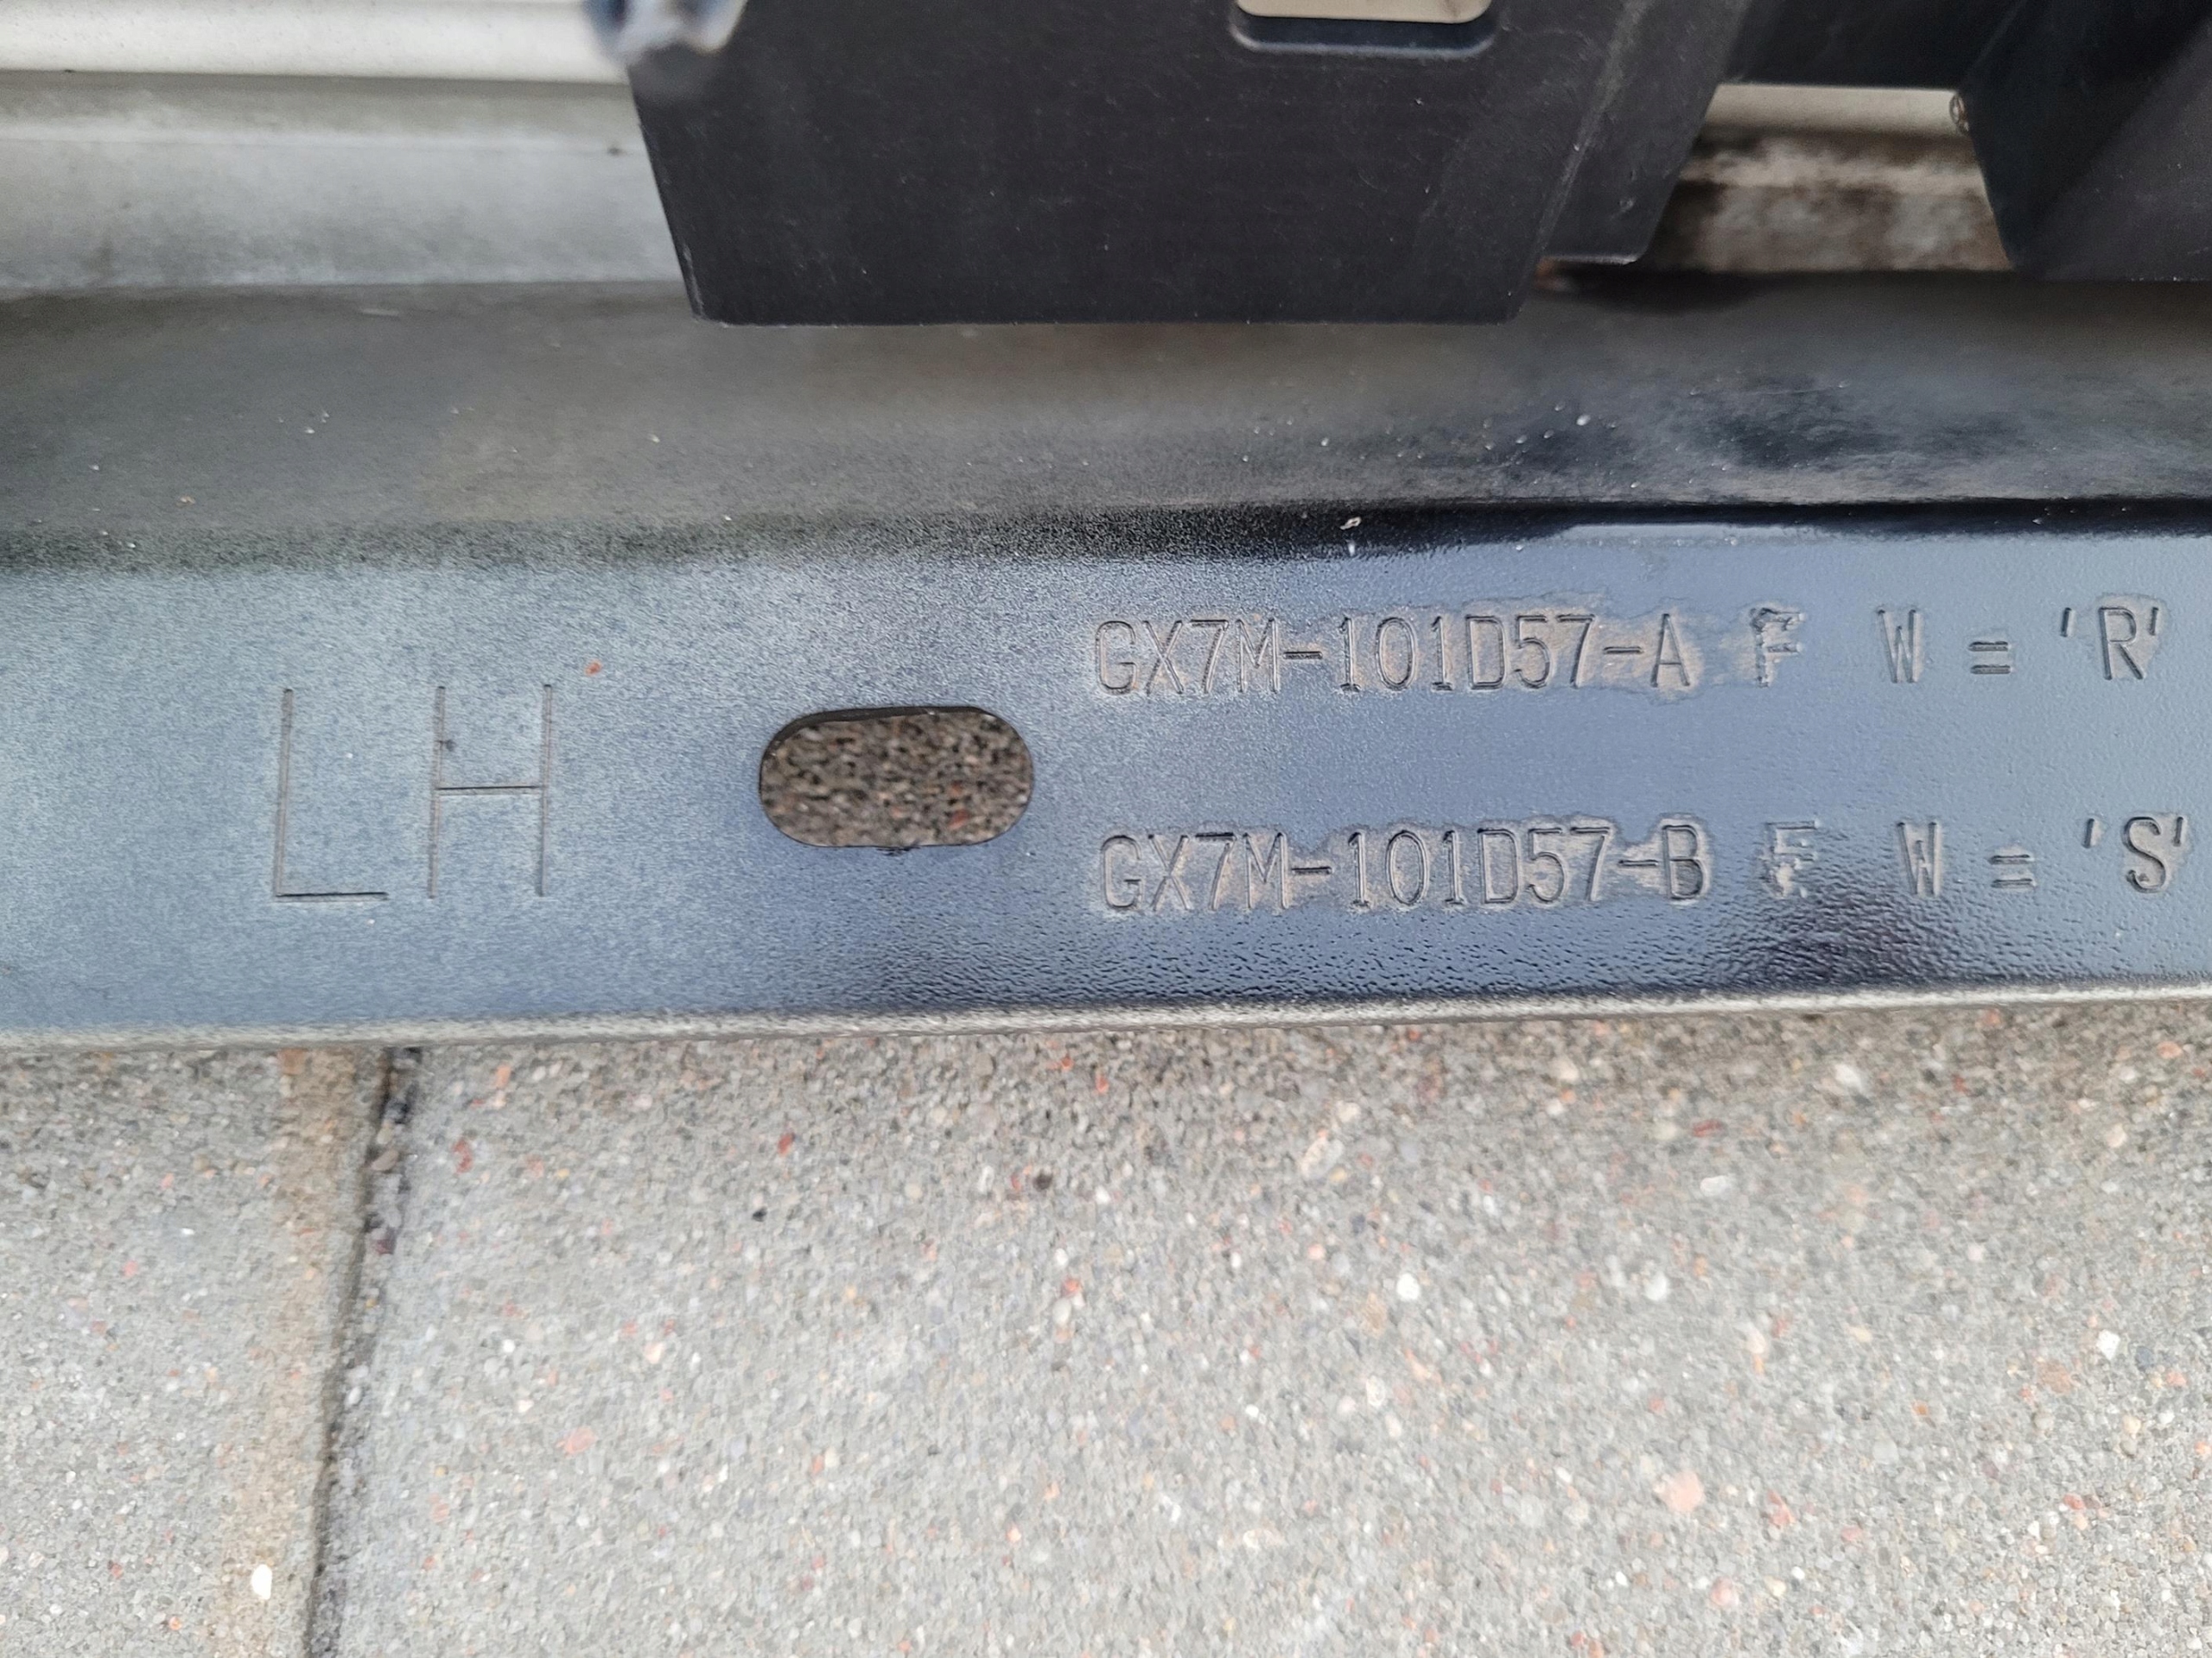 LH
GX7M-101D57-A F W = 'R'
GX7M-101D57-B F W = 'S'